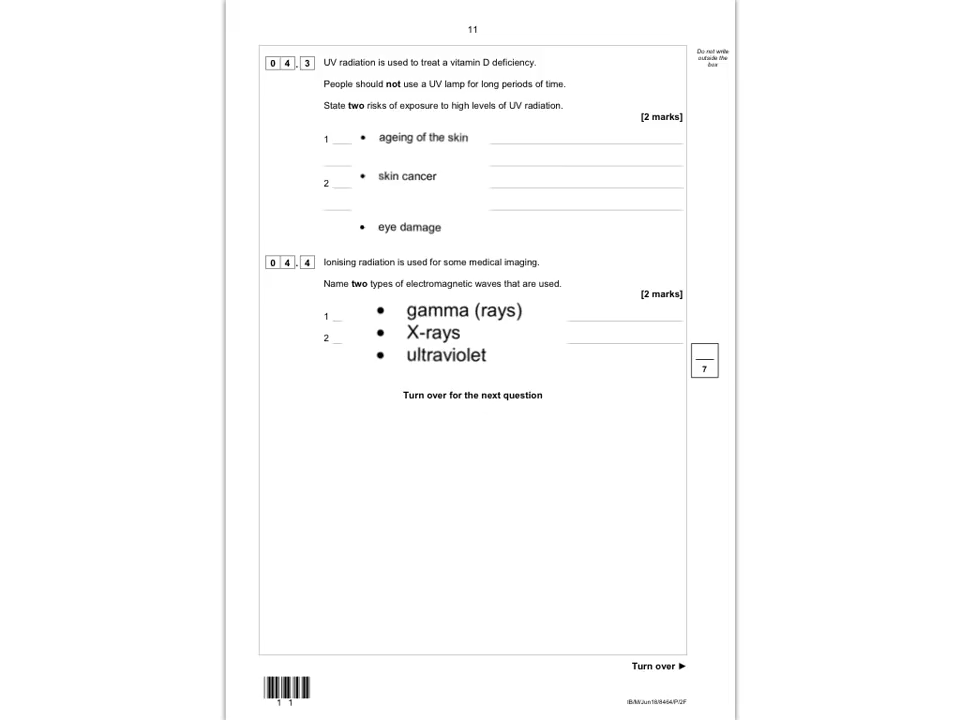 11
Do not write
outside the
box
0 4 . 3 UV radiation is used to treat a vitamin D deficiency.
People should not use a UV lamp for long periods of time.
State two risks of exposure to high levels of UV radiation.
[2 marks]
1 • ageing of the skin
2 • skin cancer
• eye damage
0 4 . 4 Ionising radiation is used for some medical imaging.
Name two types of electromagnetic waves that are used.
[2 marks]
1 • gamma (rays)
2 • X-rays
• ultraviolet
7
Turn over for the next question
Turn over ►
1 1
IB/M/Jun18/8464/P/2F